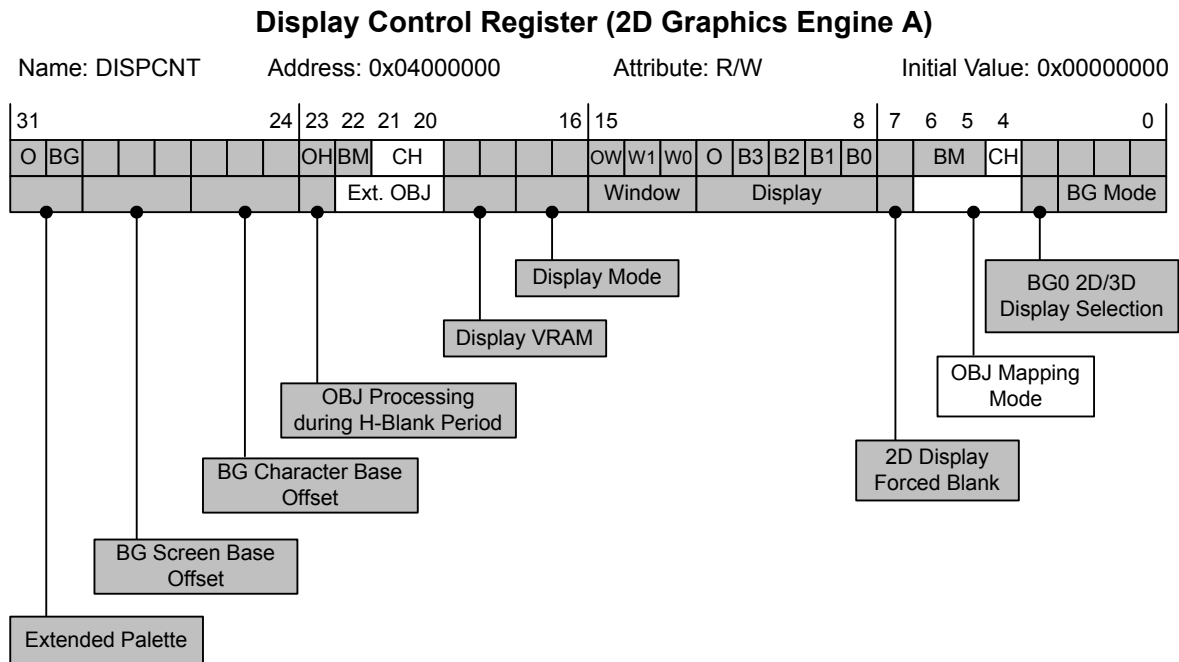 Display Control Register (2D Graphics Engine A)
Name: DISPCNT Address: 0x04000000 Attribute: R/W Initial Value: 0x00000000
31 24 23 22 21 20 16 15 8 7 6 5 4 0
O BG OH BM CH OW W1 W0 O B3 B2 B1 B0 BM CH
Ext. OBJ Window Display BG Mode
Display Mode
BG0 2D/3D
Display Selection
Display VRAM
OBJ Mapping
Mode
OBJ Processing
during H-Blank Period
2D Display
Forced Blank
BG Character Base
Offset
BG Screen Base
Offset
Extended Palette